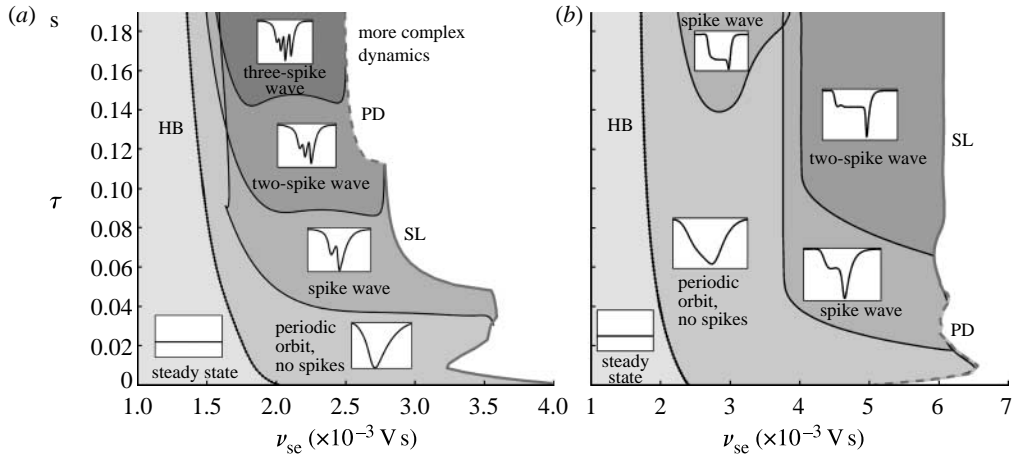 (a)
s
0.18
0.16
0.14
0.12
0.10
τ
0.08
0.06
0.04
0.02
0
1.0
1.5
2.0
2.5
3.0
3.5
4.0
ν_se (×10⁻³ V s)
HB
three-spike
wave
more complex
dynamics
PD
two-spike wave
SL
spike wave
periodic
orbit,
no spikes
steady state
(b)
spike wave
HB
SL
two-spike wave
periodic
orbit,
no spikes
spike wave
PD
steady
state
1
2
3
4
5
6
7
ν_se (×10⁻³ V s)